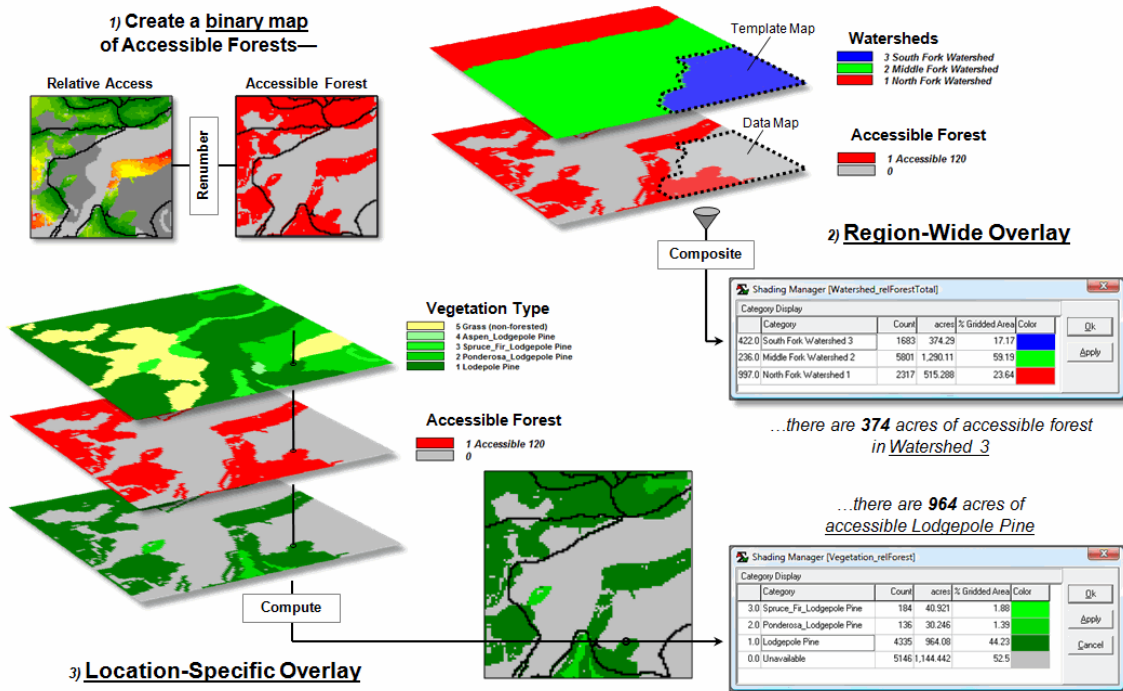 1) Create a binary map
of Accessible Forests—
Relative Access
Accessible Forest
Renumber
Template Map
Watersheds
3 South Fork Watershed
2 Middle Fork Watershed
1 North Fork Watershed
Data Map
Accessible Forest
1 Accessible 120
0
Composite
2) Region-Wide Overlay
Shading Manager [Watershed_relForestTotal]
Category Display
Category Count acres % Gridded Area Color
422.0 South Fork Watershed 3 1683 374.29 17.17
236.0 Middle Fork Watershed 2 5801 1,290.11 59.19
997.0 North Fork Watershed 1 2317 515.288 23.64
Ok
Apply
…there are 374 acres of accessible forest
in Watershed 3
Vegetation Type
5 Grass (non-forested)
4 Aspen_Lodgepole Pine
3 Spruce_Fir_Lodgepole Pine
2 Ponderosa_Lodgepole Pine
1 Lodepole Pine
Accessible Forest
1 Accessible 120
0
Compute
3) Location-Specific Overlay
…there are 964 acres of
accessible Lodgepole Pine
Shading Manager [Vegetation_relForest]
Category Display
Category Count acres % Gridded Area Color
3.0 Spruce_Fir_Lodgepole Pine 184 40.921 1.88
2.0 Ponderosa_Lodgepole Pine 136 30.246 1.39
1.0 Lodgepole Pine 4335 964.08 44.23
0.0 Unavailable 5146 1,144.442 52.5
Ok
Apply
Cancel